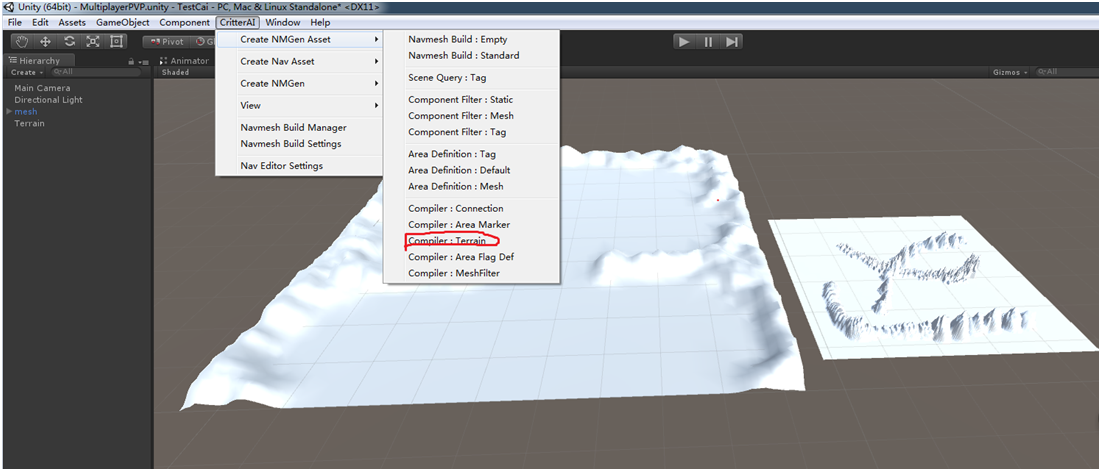 Unity (64bit) - MultiplayerPVP.unity - TestCai - PC, Mac & Linux Standalone* <DX11>
File Edit Assets GameObject Component CritterAI Window Help
Pivot
Hierarchy
Create All
Main Camera
Directional Light
mesh
Terrain
Animator
Shaded
Gizmos All
Create NMGen Asset
Create Nav Asset
Create NMGen
View
Navmesh Build Manager
Navmesh Build Settings
Nav Editor Settings
Navmesh Build : Empty
Navmesh Build : Standard
Scene Query : Tag
Component Filter : Static
Component Filter : Mesh
Component Filter : Tag
Area Definition : Tag
Area Definition : Default
Area Definition : Mesh
Compiler : Connection
Compiler : Area Marker
Compiler : Terrain
Compiler : Area Flag Def
Compiler : MeshFilter